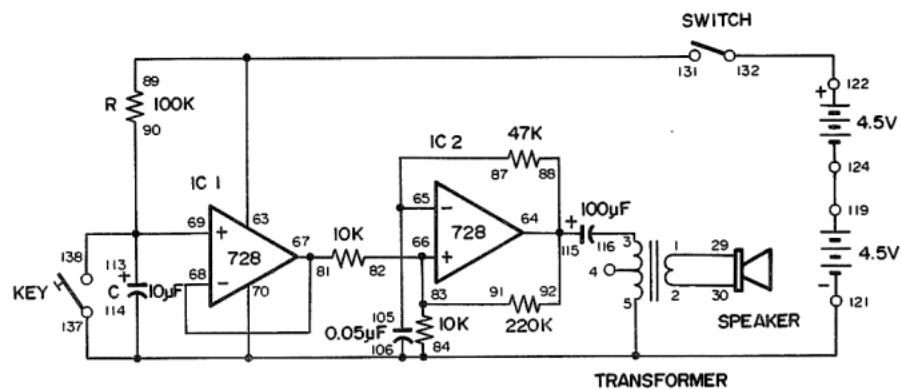 SWITCH
131
132
122
+
4.5V
124
119
4.5V
-
121
89
R
100K
90
IC 1
69
+
63
67
728
68
-
70
138
KEY
137
113
+
C
10µF
114
81
10K
82
IC 2
47K
87
88
65
-
64
728
66
+
83
91
92
220K
0.05µF
105
106
10K
84
+
100µF
115
116
3
4
5
1
2
29
30
SPEAKER
TRANSFORMER